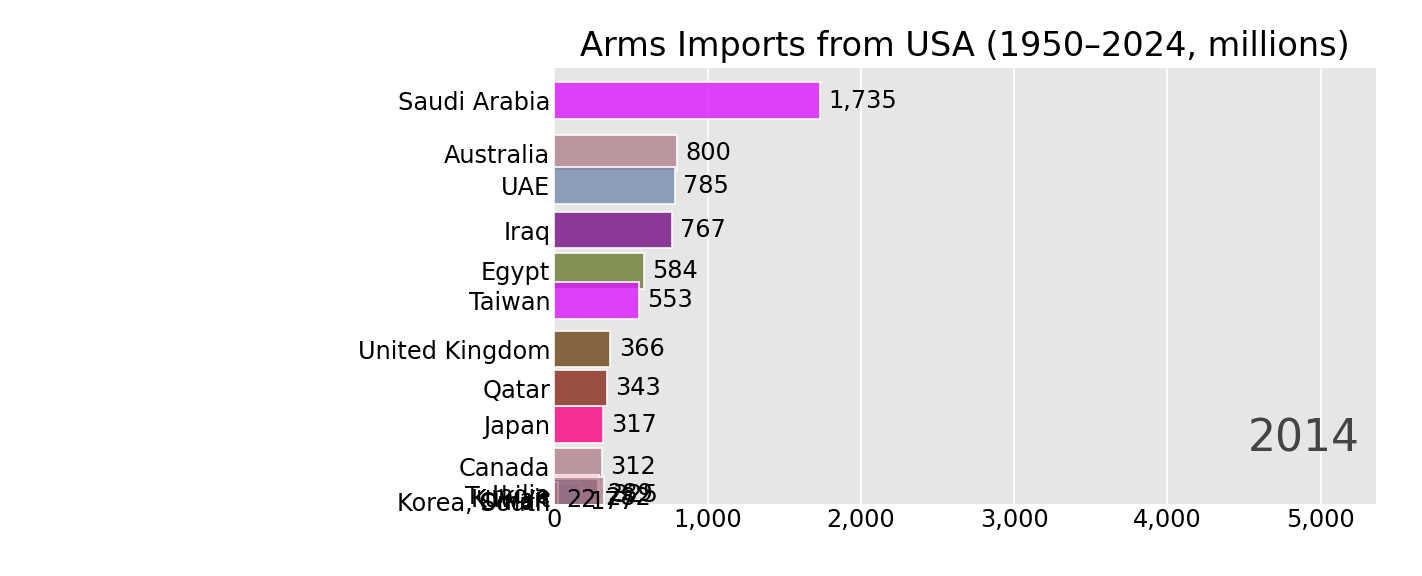 Arms Imports from USA (1950–2024, millions)
Saudi Arabia 1,735
Australia 800
UAE 785
Iraq 767
Egypt 584
Taiwan 553
United Kingdom 366
Qatar 343
Japan 317
Canada 312
Korea, South
22
177
2014
0 1,000 2,000 3,000 4,000 5,000